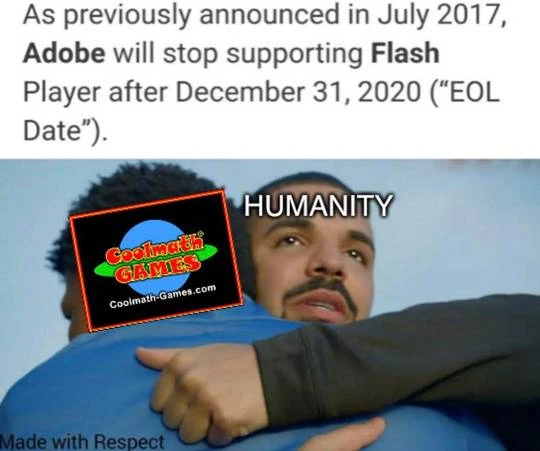 As previously announced in July 2017,
Adobe will stop supporting Flash
Player after December 31, 2020 (“EOL
Date”).
HUMANITY
Coolmath®
GAMES
Coolmath-Games.com
Made with Respect